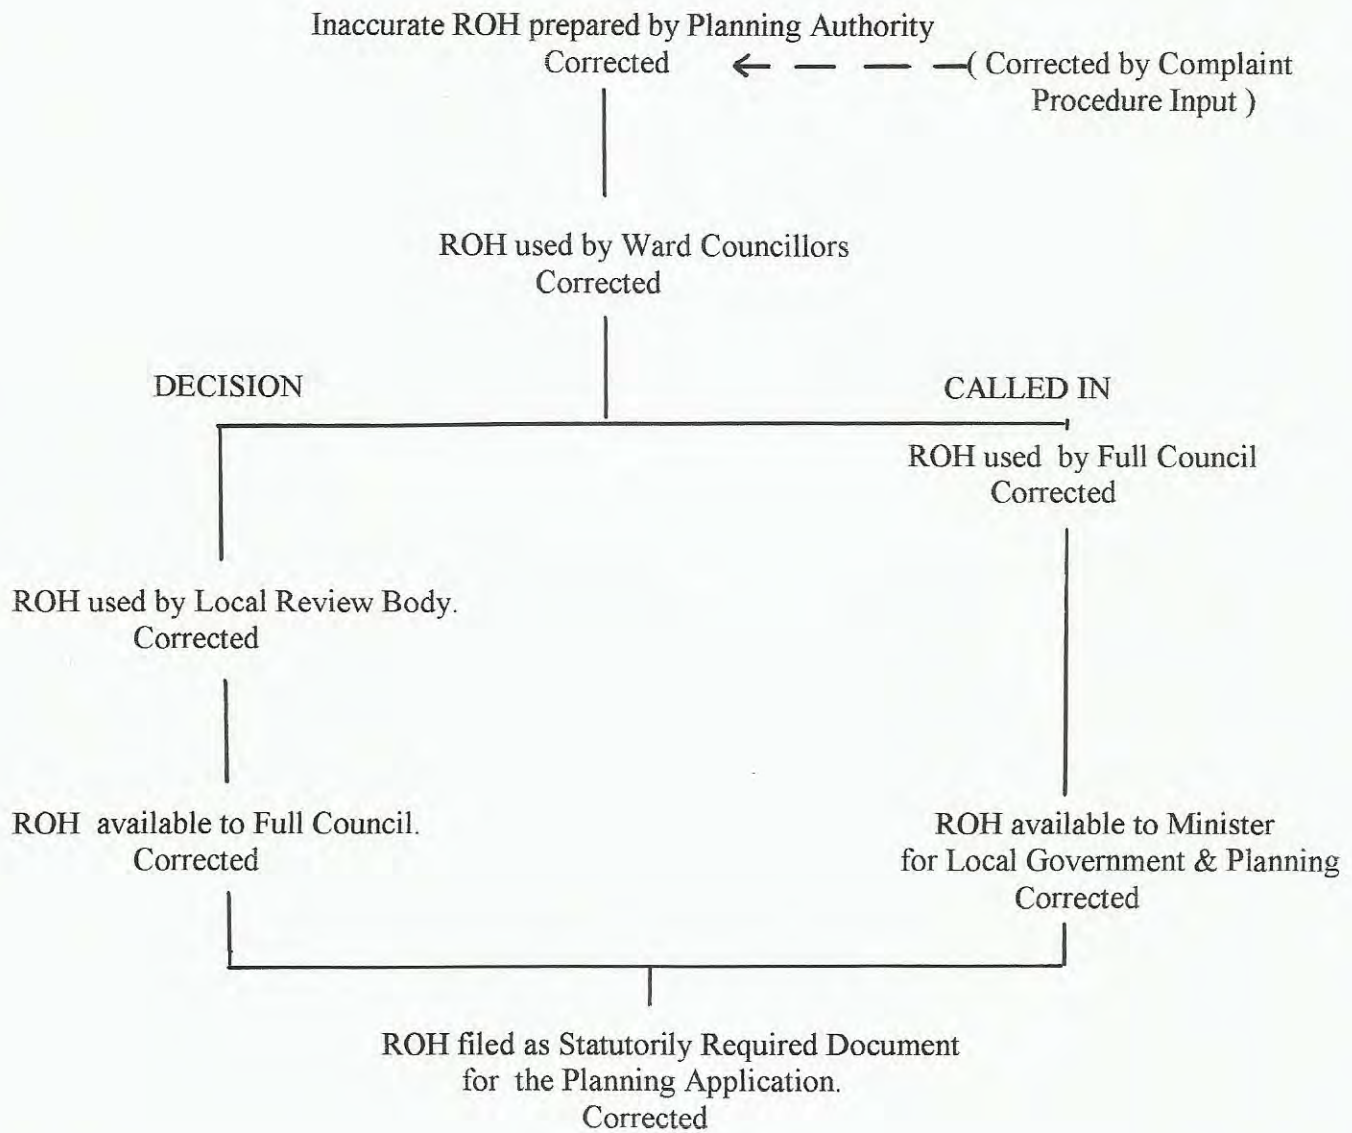 Inaccurate ROH prepared by Planning Authority
Corrected
( Corrected by Complaint
Procedure Input )
ROH used by Ward Councillors
Corrected
DECISION
CALLED IN
ROH used by Full Council
Corrected
ROH used by Local Review Body.
Corrected
ROH available to Full Council.
Corrected
ROH available to Minister
for Local Government & Planning
Corrected
ROH filed as Statutorily Required Document
for the Planning Application.
Corrected